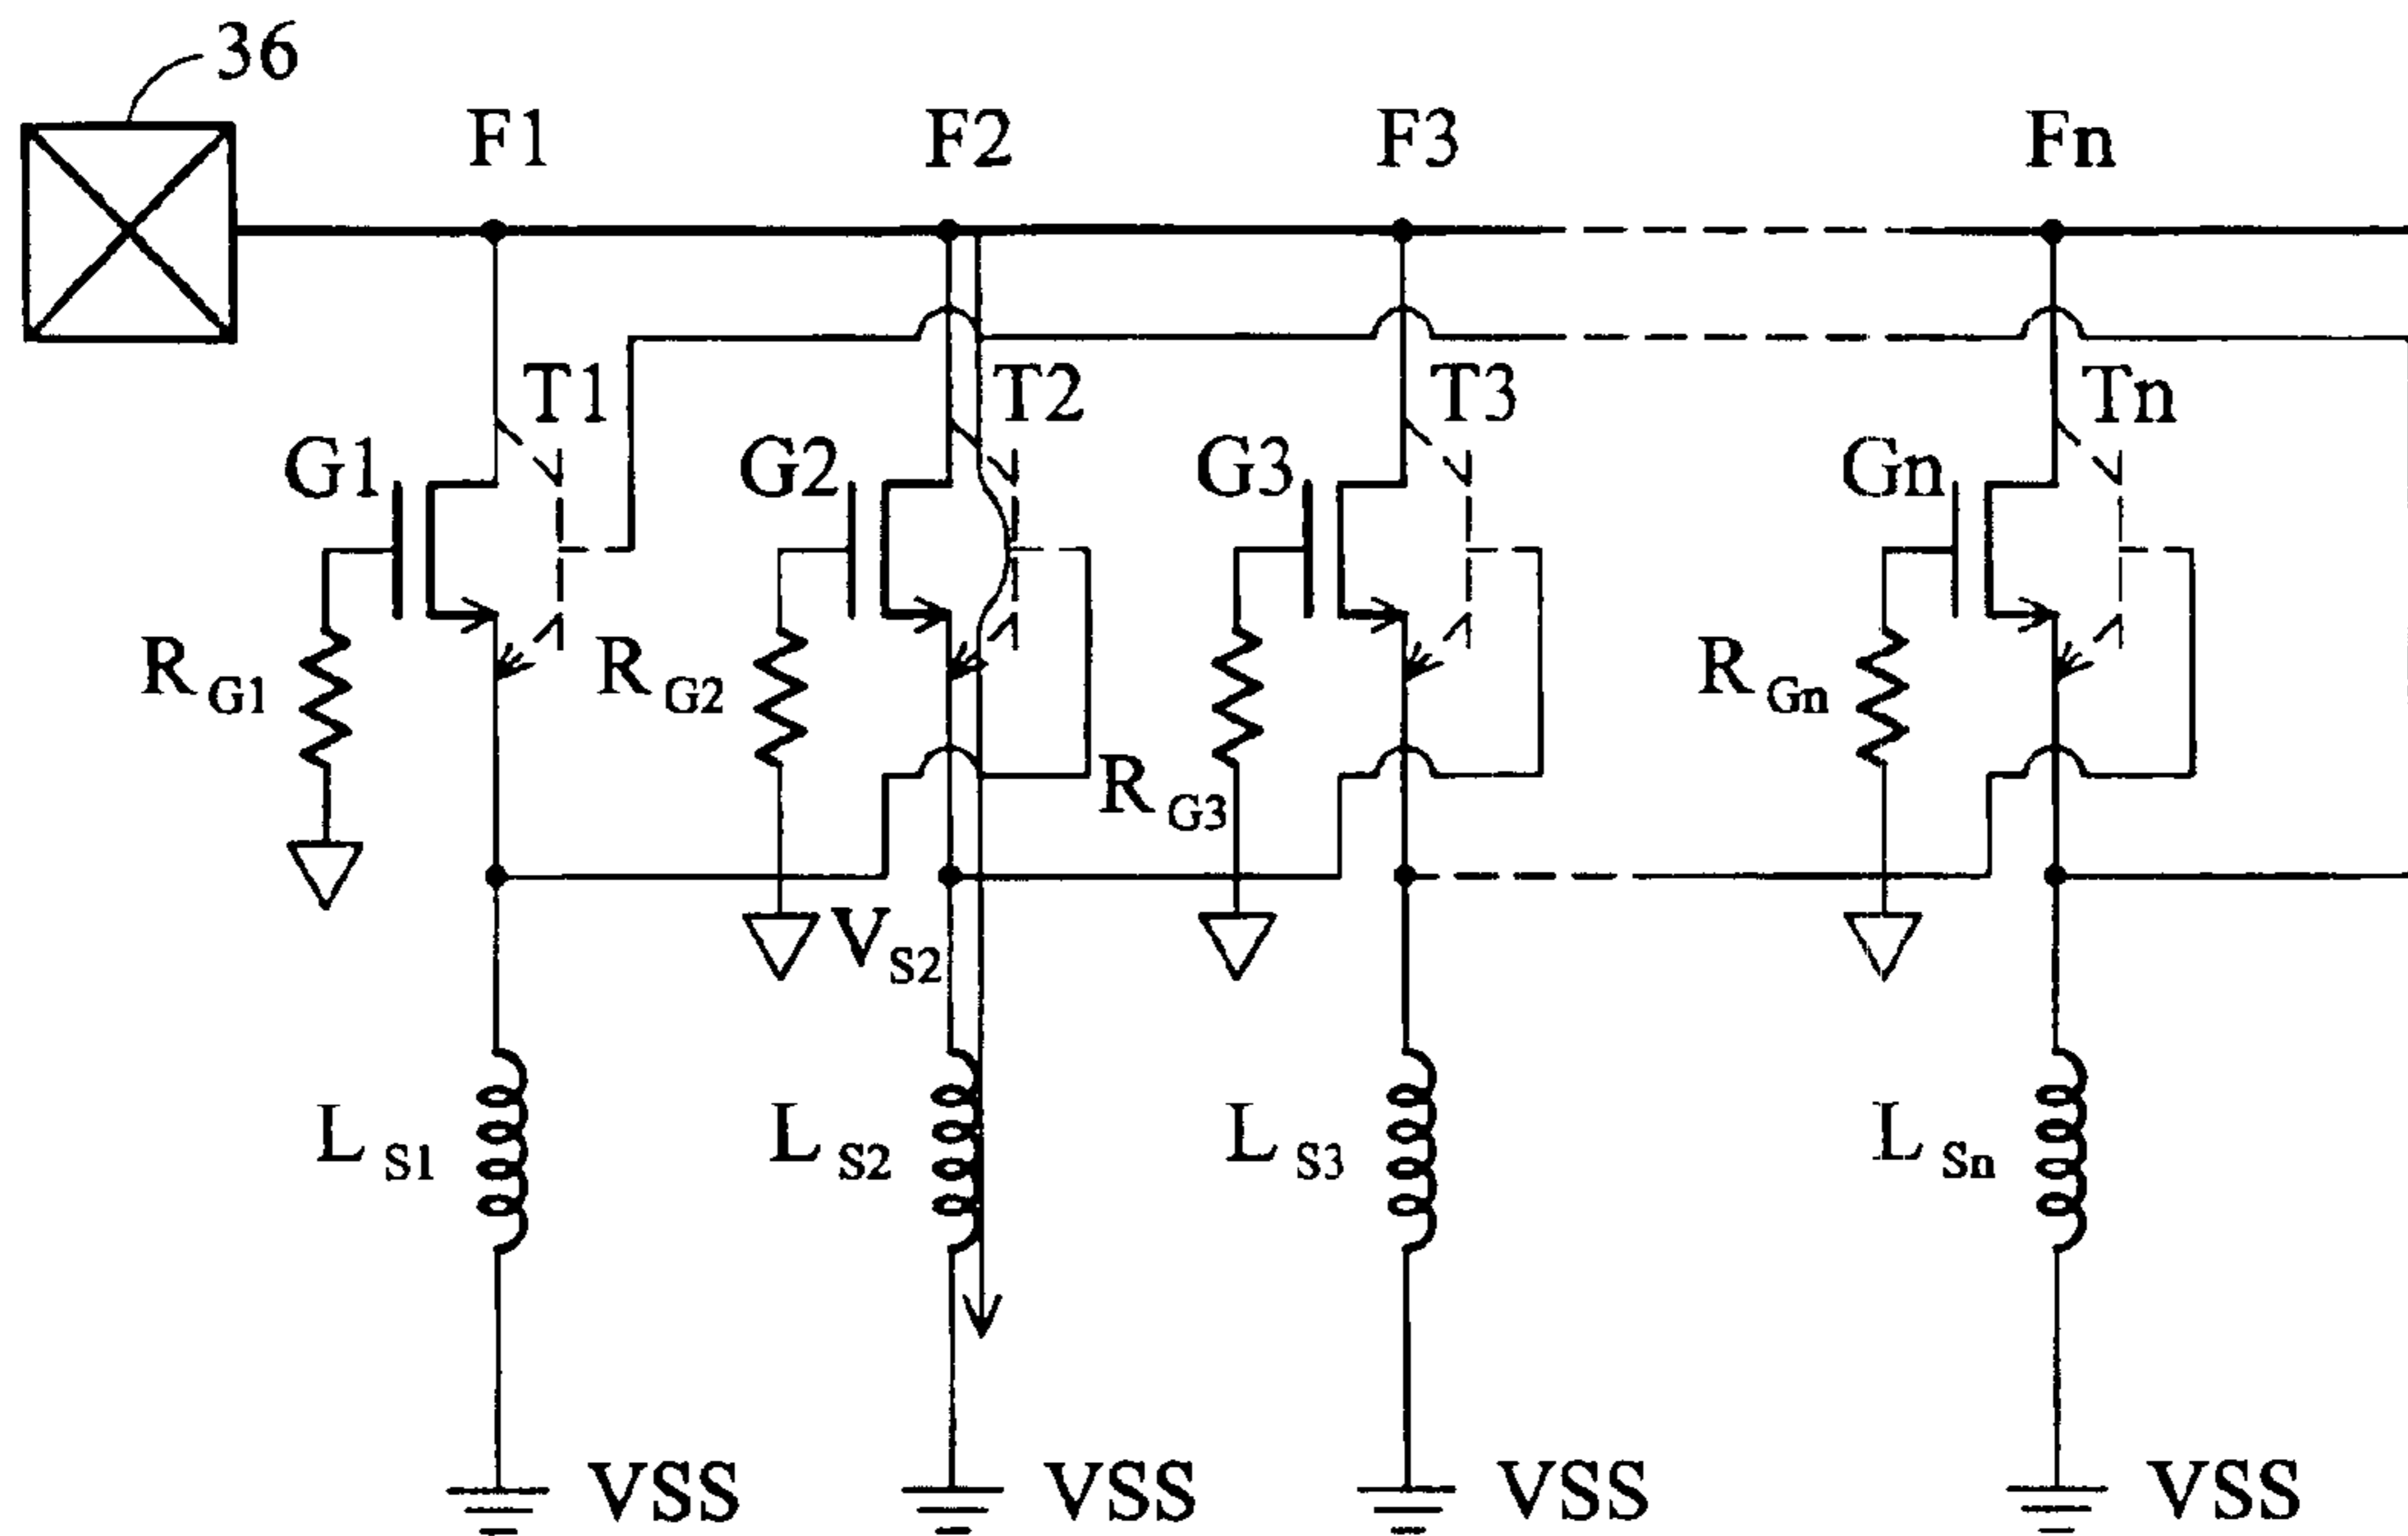 36
F1 F2 F3 Fn
T1 T2 T3 Tn
G1 G2 G3 Gn
R G1 R G2 R G3 R Gn
V S2
L S1 L S2 L S3 L Sn
VSS VSS VSS VSS